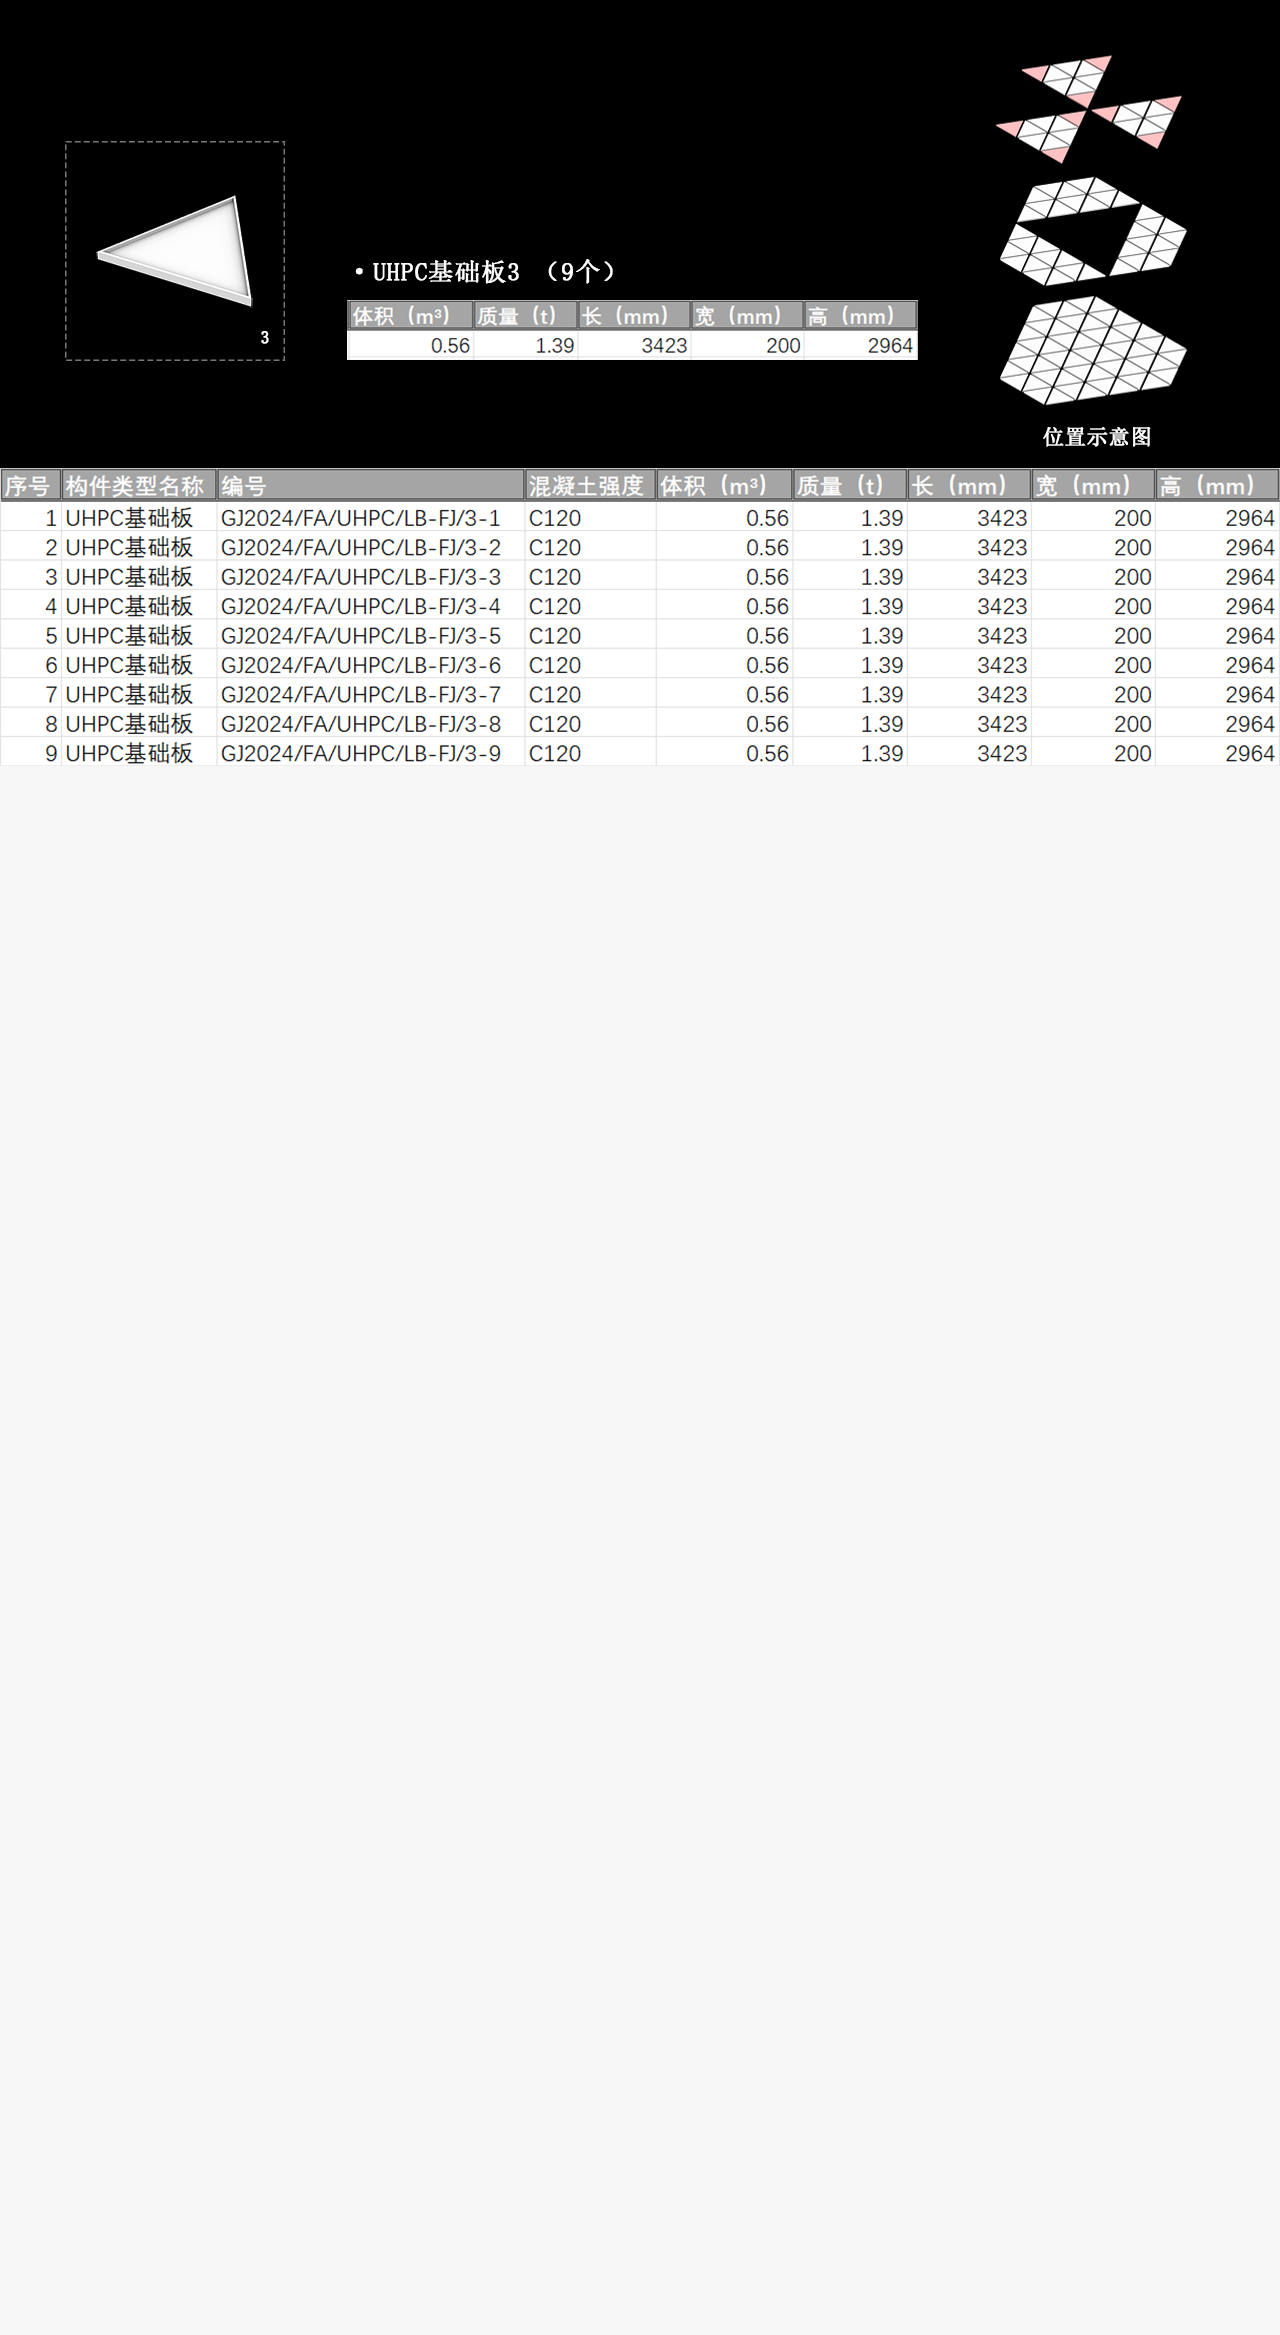 3
• UHPC基础板3 （9个）
体积（m³） 质量（t） 长（mm） 宽（mm） 高（mm）
0.56 1.39 3423 200 2964
位置示意图
序号 构件类型名称 编号 混凝土强度 体积（m³） 质量（t） 长（mm） 宽（mm） 高（mm）
1 UHPC基础板 GJ2024/FA/UHPC/LB-FJ/3-1 C120 0.56 1.39 3423 200 2964
2 UHPC基础板 GJ2024/FA/UHPC/LB-FJ/3-2 C120 0.56 1.39 3423 200 2964
3 UHPC基础板 GJ2024/FA/UHPC/LB-FJ/3-3 C120 0.56 1.39 3423 200 2964
4 UHPC基础板 GJ2024/FA/UHPC/LB-FJ/3-4 C120 0.56 1.39 3423 200 2964
5 UHPC基础板 GJ2024/FA/UHPC/LB-FJ/3-5 C120 0.56 1.39 3423 200 2964
6 UHPC基础板 GJ2024/FA/UHPC/LB-FJ/3-6 C120 0.56 1.39 3423 200 2964
7 UHPC基础板 GJ2024/FA/UHPC/LB-FJ/3-7 C120 0.56 1.39 3423 200 2964
8 UHPC基础板 GJ2024/FA/UHPC/LB-FJ/3-8 C120 0.56 1.39 3423 200 2964
9 UHPC基础板 GJ2024/FA/UHPC/LB-FJ/3-9 C120 0.56 1.39 3423 200 2964